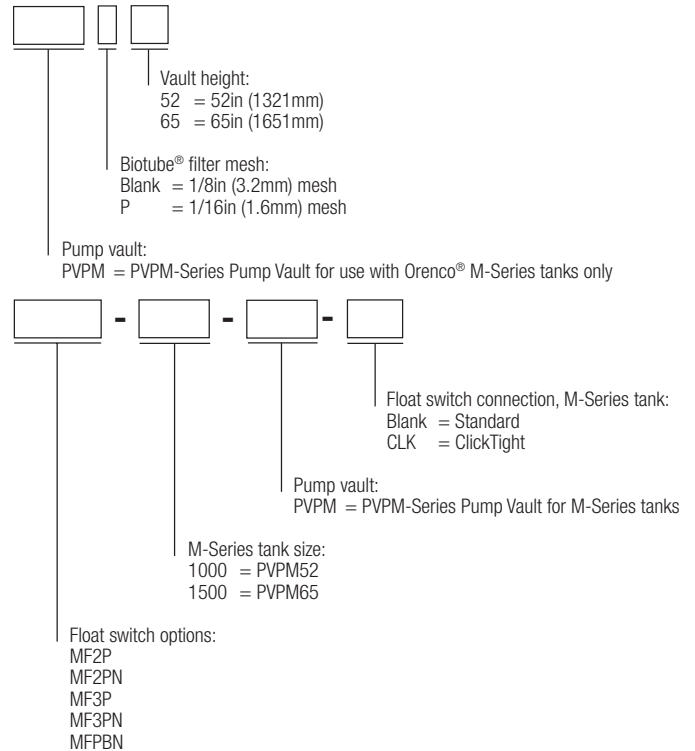 Vault height:
52 = 52in (1321mm)
65 = 65in (1651mm)
Biotube® filter mesh:
Blank = 1/8in (3.2mm) mesh
P = 1/16in (1.6mm) mesh
Pump vault:
PVPM = PVPM-Series Pump Vault for use with Orenco® M-Series tanks only
- - -
Float switch connection, M-Series tank:
Blank = Standard
CLK = ClickTight
Pump vault:
PVPM = PVPM-Series Pump Vault for M-Series tanks
M-Series tank size:
1000 = PVPM52
1500 = PVPM65
Float switch options:
MF2P
MF2PN
MF3P
MF3PN
MFPBN